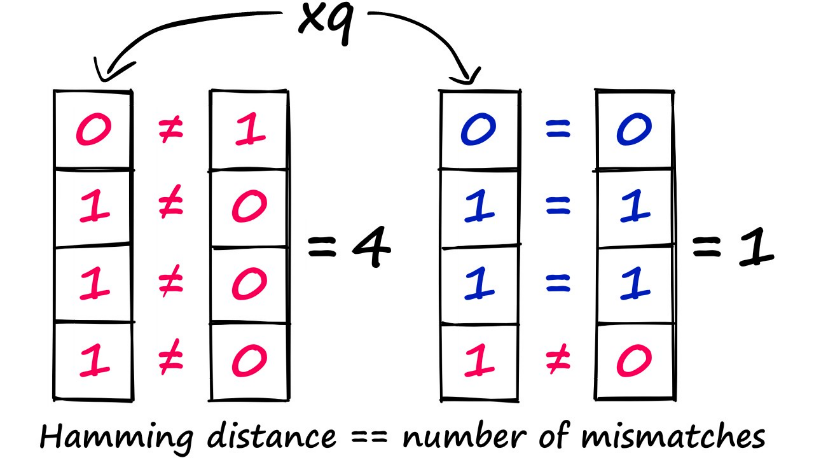 xq
0 ≠ 1 0 = 0
1 ≠ 0 1 = 1
= 4 = 1
1 ≠ 0 1 = 1
1 ≠ 0 1 ≠ 0
Hamming distance == number of mismatches